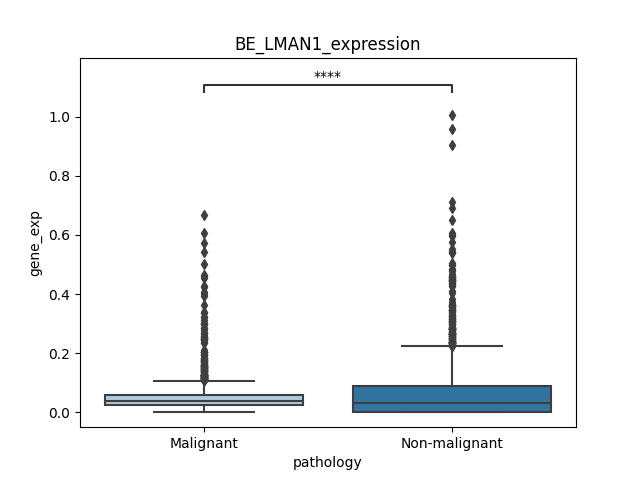 BE_LMAN1_expression
****
1.0
0.8
0.6
0.4
0.2
0.0
gene_exp
Malignant
Non-malignant
pathology